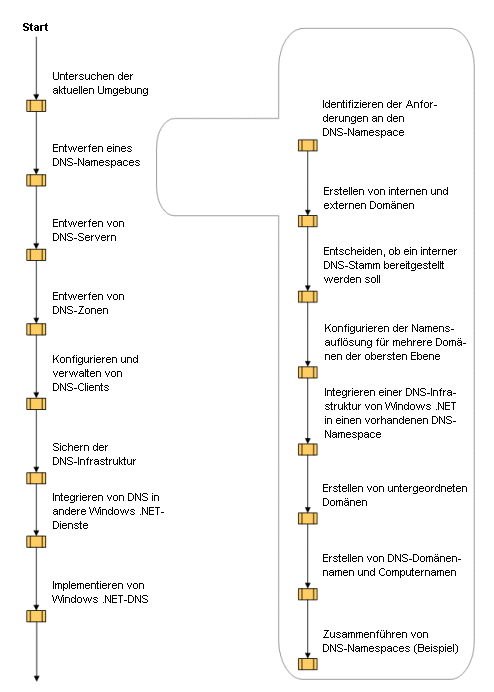 Start
Untersuchen der
aktuellen Umgebung
Entwerfen eines
DNS-Namespaces
Entwerfen von
DNS-Servern
Entwerfen von
DNS-Zonen
Konfigurieren und
verwalten von
DNS-Clients
Sichern der
DNS-Infrastruktur
Integrieren von DNS in
andere Windows .NET-
Dienste
Implementieren von
Windows .NET-DNS
Identifizieren der Anfor-
derungen an den
DNS-Namespace
Erstellen von internen und
externen Domänen
Entscheiden, ob ein interner
DNS-Stamm bereitgestellt
werden soll
Konfigurieren der Namens-
auflösung für mehrere Domä-
nen der obersten Ebene
Integrieren einer DNS-Infra-
struktur von Windows .NET
in einen vorhandenen DNS-
Namespace
Erstellen von untergeordneten
Domänen
Erstellen von DNS-Domänen-
namen und Computernamen
Zusammenführen von
DNS-Namespaces (Beispiel)